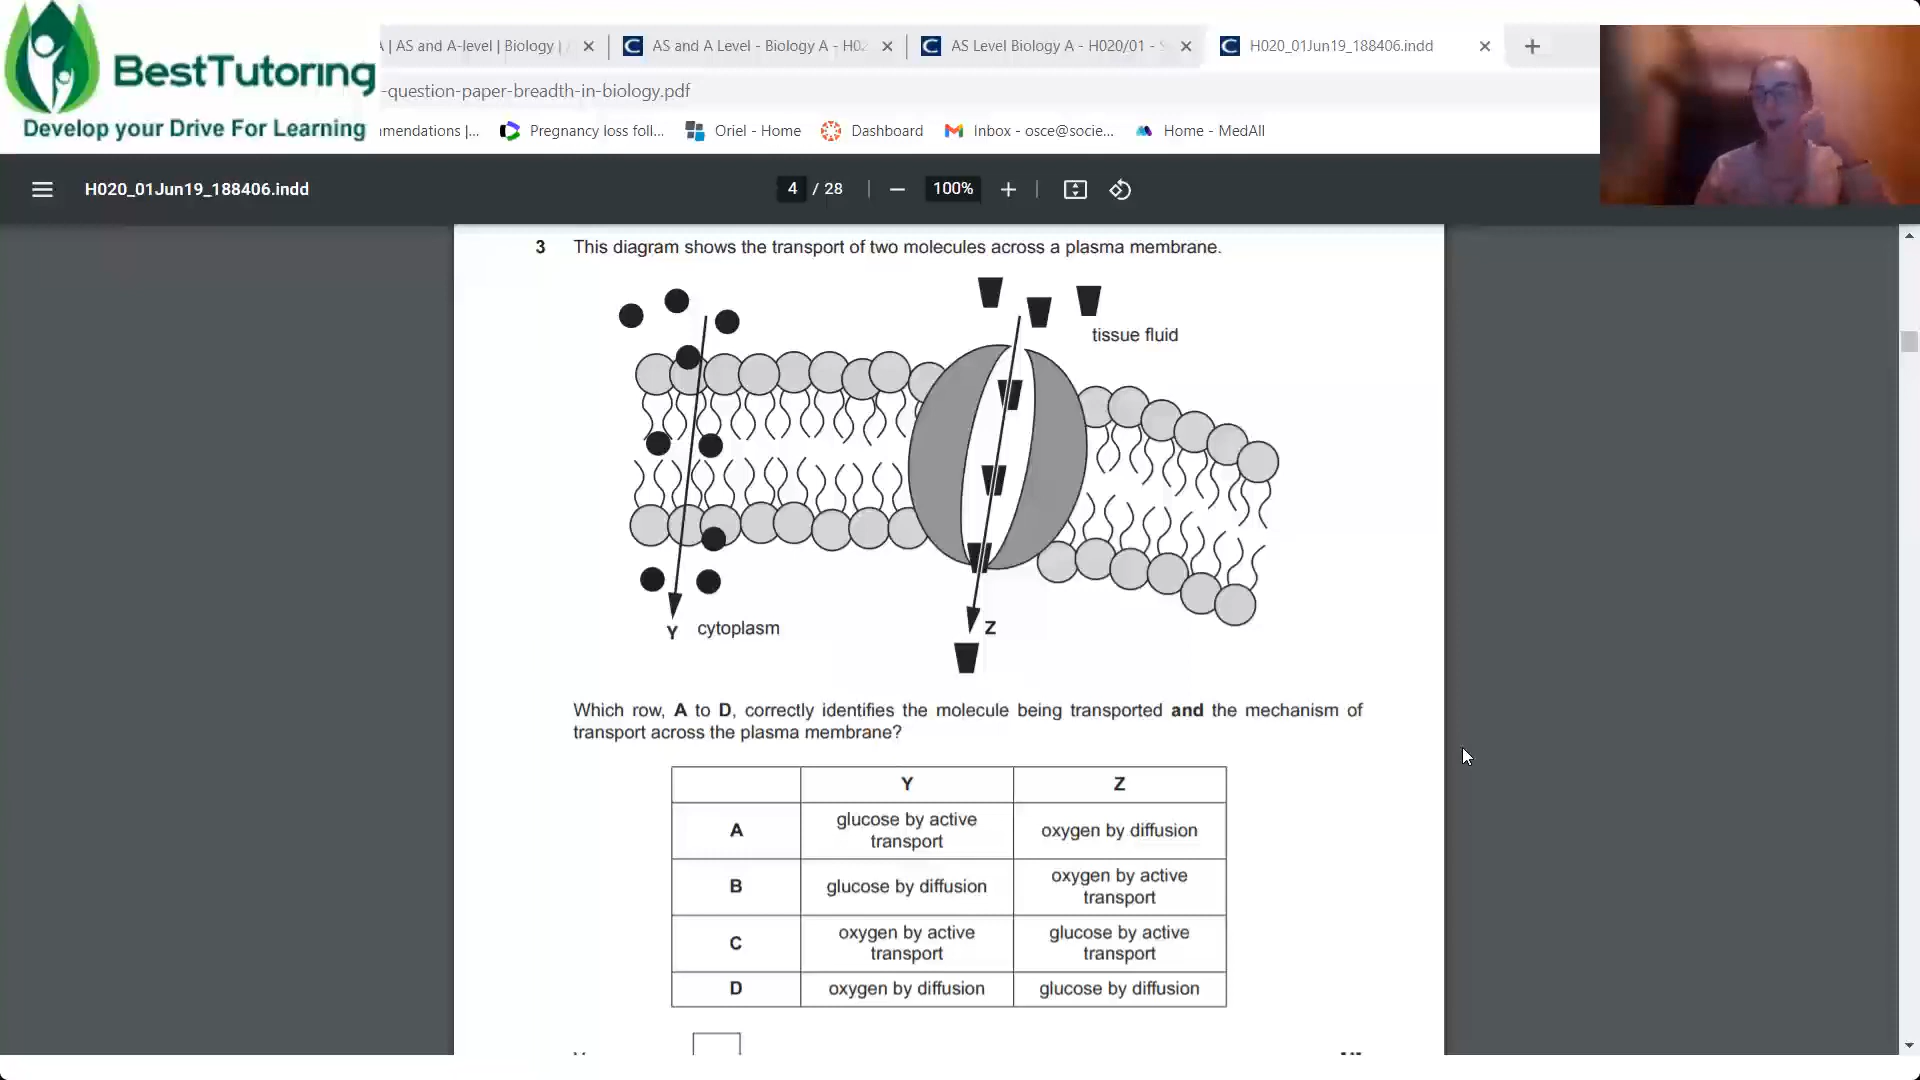 BestTutoring
Develop your Drive For Learning
| AS and A-level | Biology |
AS and A Level - Biology A - H02
AS Level Biology A - H020/01 -
H020_01Jun19_188406.indd
-question-paper-breadth-in-biology.pdf
mendations |...
Pregnancy loss foll...
Oriel - Home
Dashboard
Inbox - osce@socie...
Home - MedAll
H020_01Jun19_188406.indd
4 / 28
100%
3 This diagram shows the transport of two molecules across a plasma membrane.
tissue fluid
Y cytoplasm
Z
Which row, A to D, correctly identifies the molecule being transported and the mechanism of
transport across the plasma membrane?
Y Z
A glucose by active transport oxygen by diffusion
B glucose by diffusion oxygen by active transport
C oxygen by active transport glucose by active transport
D oxygen by diffusion glucose by diffusion